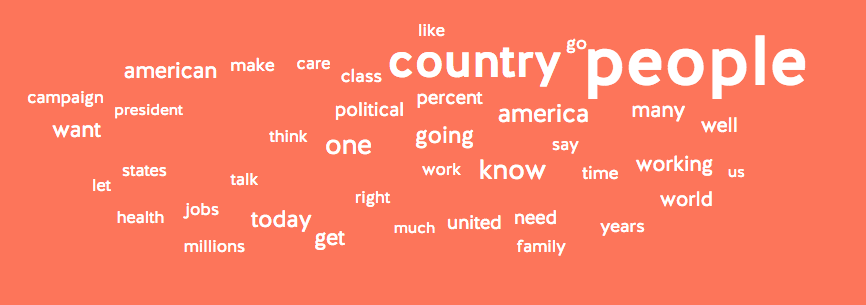 like
country go people
american make care class
campaign president political percent america many
want think one going say well
states work know time working us
let talk right world
health jobs today much united need years
millions get family